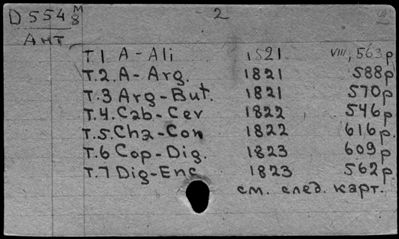 D 554 M/8 - 2
Ант.
Т.1. A-Ali 1821 VIII, 563 p
Т.2. A-Arg. 1821 588 p
Т.3 Arg-But. 1821 570 p
Т.4. Cab-Cev 1822 546 p
Т.5. Cha-Con 1822 616 p.
Т.6 Cop-Dig. 1823 609 p
Т.7 Dig-Enc 1823 562 p.
см. след. карт.